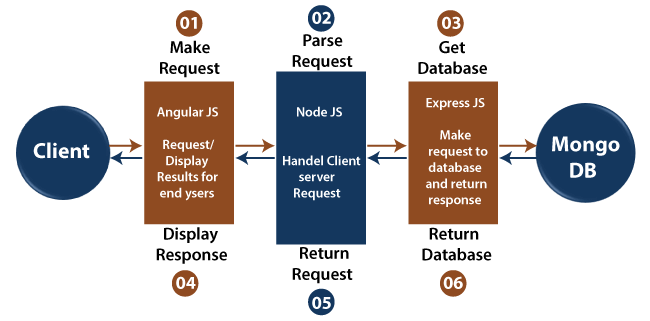 01
Make
Request
02
Parse
Request
03
Get
Database
Client
Angular JS
Request/
Display
Results for
end ysers
Node JS
Handel Client
server
Request
Express JS
Make
request to
database
and return
response
Mongo
DB
Display
Response
04
Return
Request
05
Return
Database
06